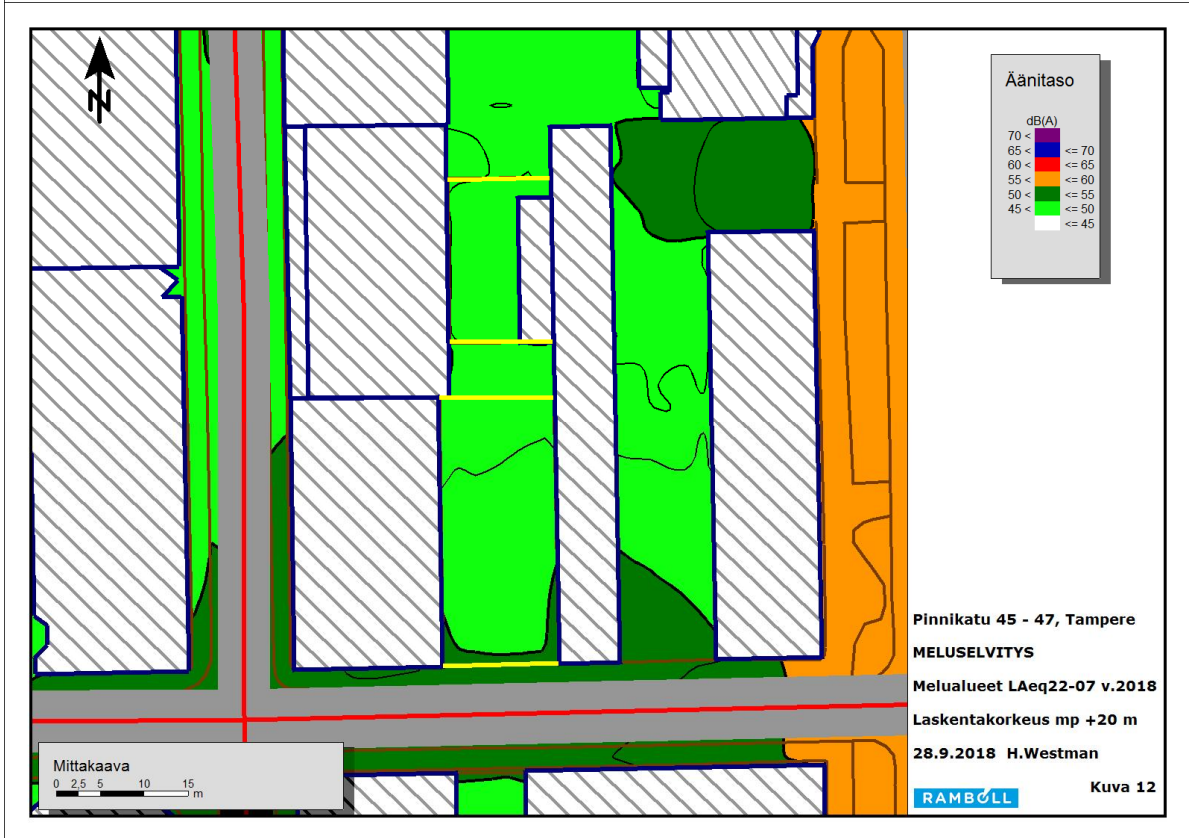 N
Äänitaso
dB(A)
70 <
65 < <= 70
60 < <= 65
55 < <= 60
50 < <= 55
45 < <= 50
<= 45
Pinnikatu 45 - 47, Tampere
MELUSELVITYS
Melualueet LAeq22-07 v.2018
Laskentakorkeus mp +20 m
28.9.2018 H.Westman
Kuva 12
RAMBOLL
Mittakaava
0 2,5 5 10 15
m